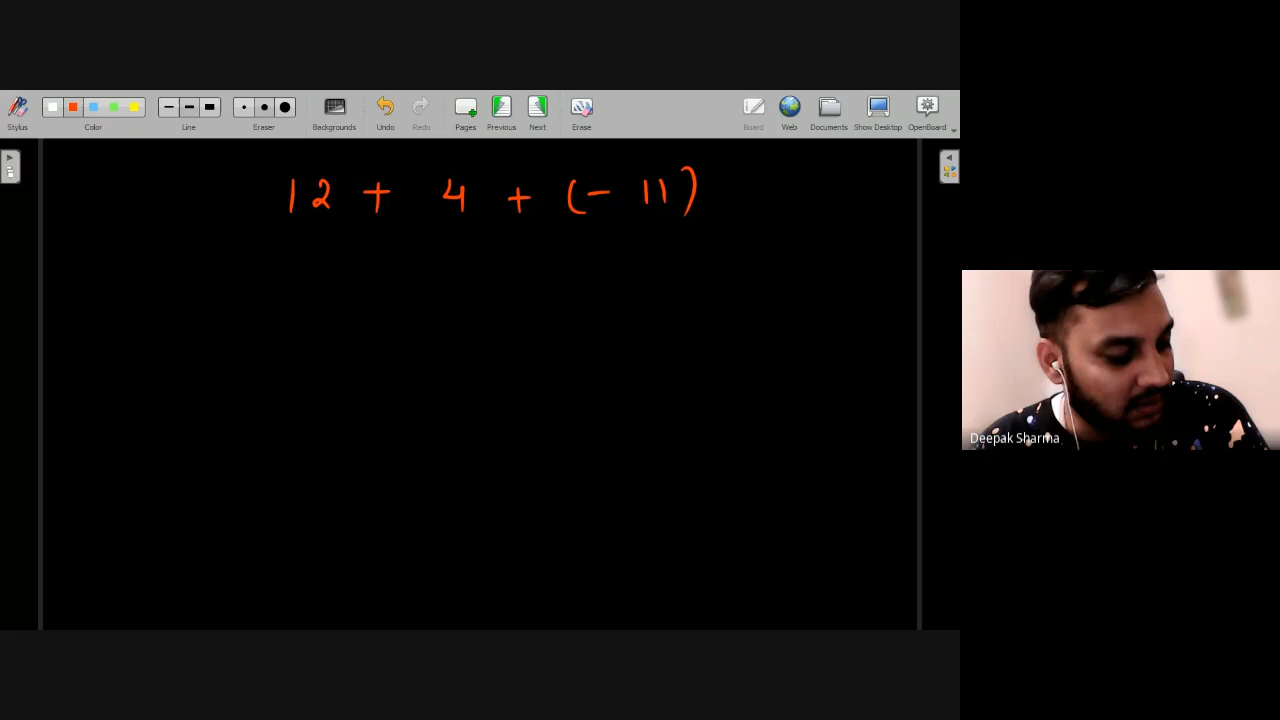 Stylus Color Line Eraser Backgrounds Undo Redo Pages Previous Next Erase Board Web Documents Show Desktop OpenBoard
12 + 4 + (- 11)
Deepak Sharma